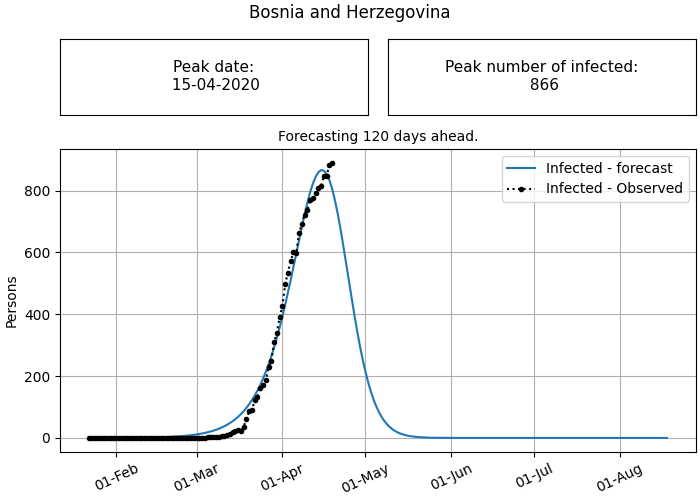 Bosnia and Herzegovina
Peak date:
15-04-2020
Peak number of infected:
866
Forecasting 120 days ahead.
Infected - forecast
Infected - Observed
Persons
800
600
400
200
0
01-Feb
01-Mar
01-Apr
01-May
01-Jun
01-Jul
01-Aug